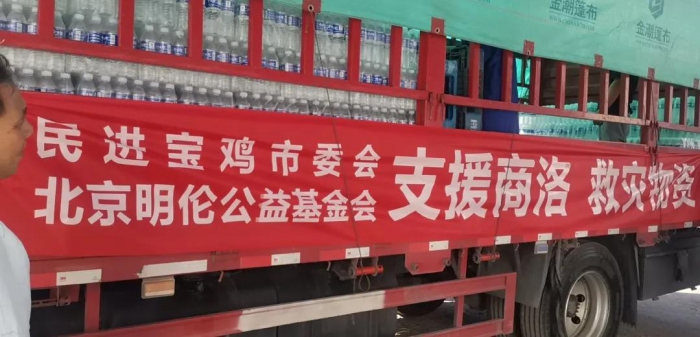 金潮篷布
金潮篷布
民进宝鸡市委会
北京明伦公益基金会
支援商洛 救灾物资